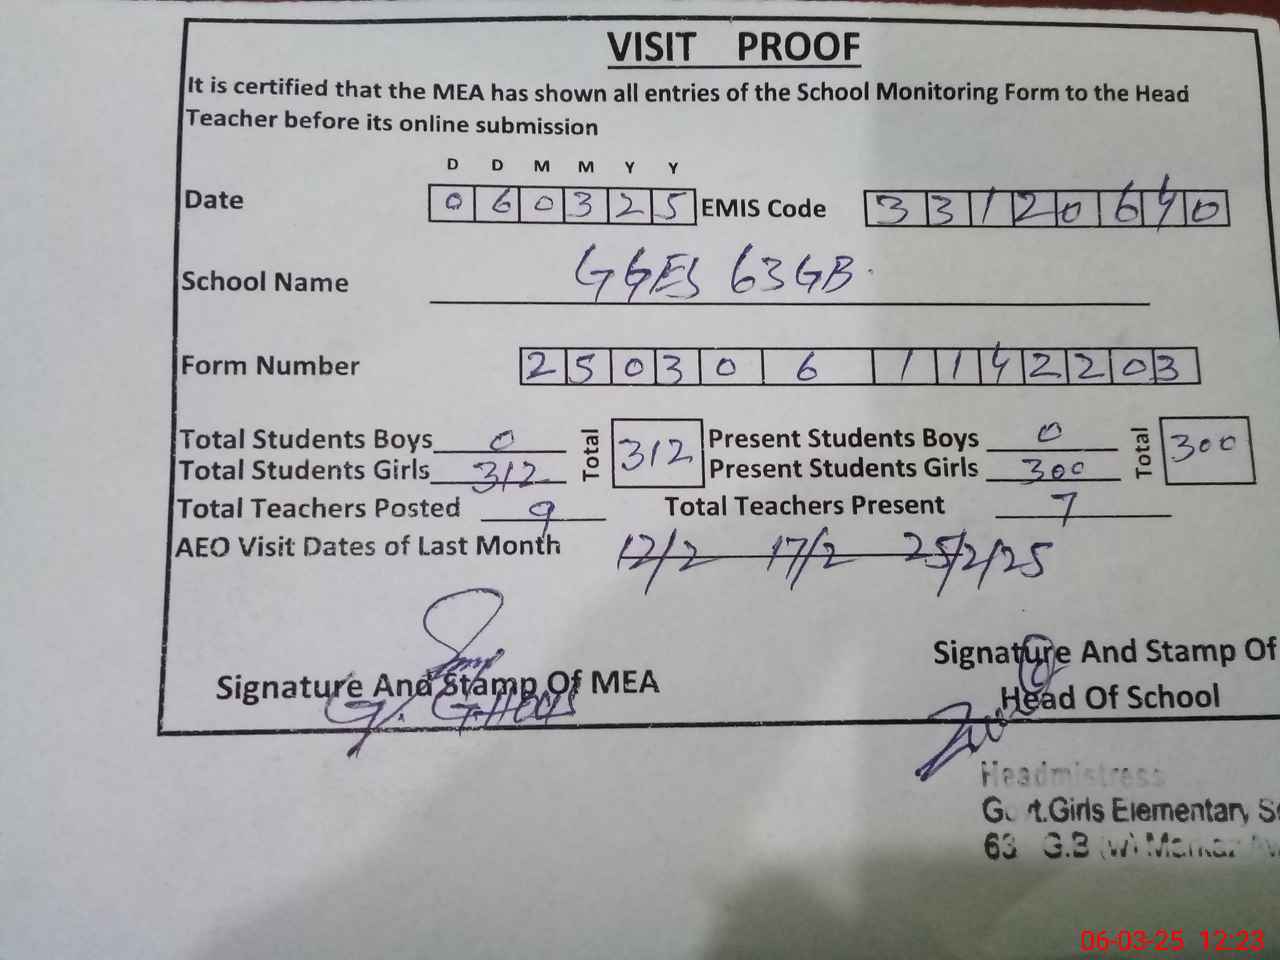 VISIT PROOF
It is certified that the MEA has shown all entries of the School Monitoring Form to the Head
Teacher before its online submission
D D M M Y Y
Date 0 6 0 3 2 5 EMIS Code 3 3 1 2 0 6 4 0
School Name GGES 63GB
Form Number 2 5 0 3 0 6 1 1 4 2 2 0 3
Total Students Boys 0 Total 312 Present Students Boys 0 Total 300
Total Students Girls 312 Present Students Girls 300
Total Teachers Posted 9 Total Teachers Present 7
AEO Visit Dates of Last Month 12/2 17/2 25/2/25
Signature And Stamp Of MEA
Signature And Stamp Of
Head Of School
Headmistress
Govt.Girls Elementary
63 G.B
06-03-25 12:23